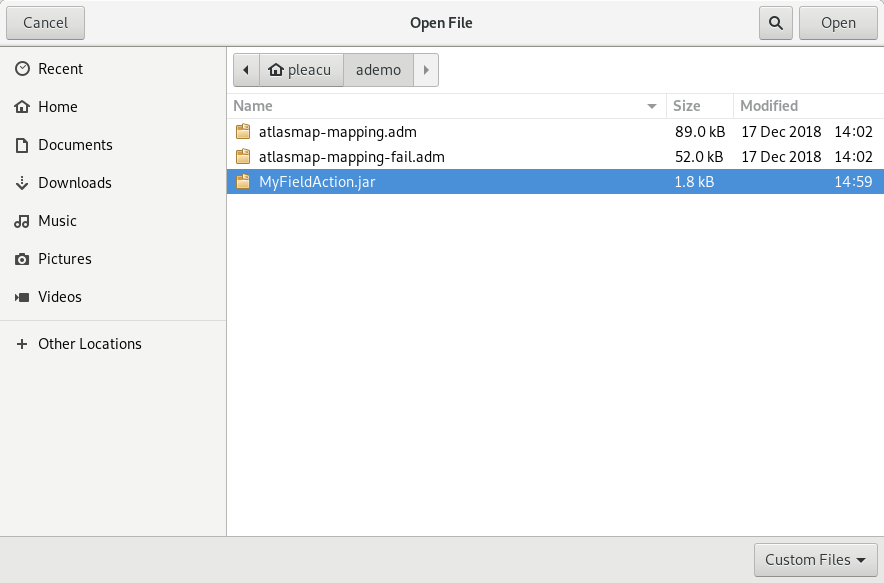 Cancel Open File Open
pleacu ademo
Name Size Modified
atlasmap-mapping.adm 89.0 kB 17 Dec 2018 14:02
atlasmap-mapping-fail.adm 52.0 kB 17 Dec 2018 14:02
MyFieldAction.jar 1.8 kB 14:59
Recent
Home
Documents
Downloads
Music
Pictures
Videos
Other Locations
Custom Files